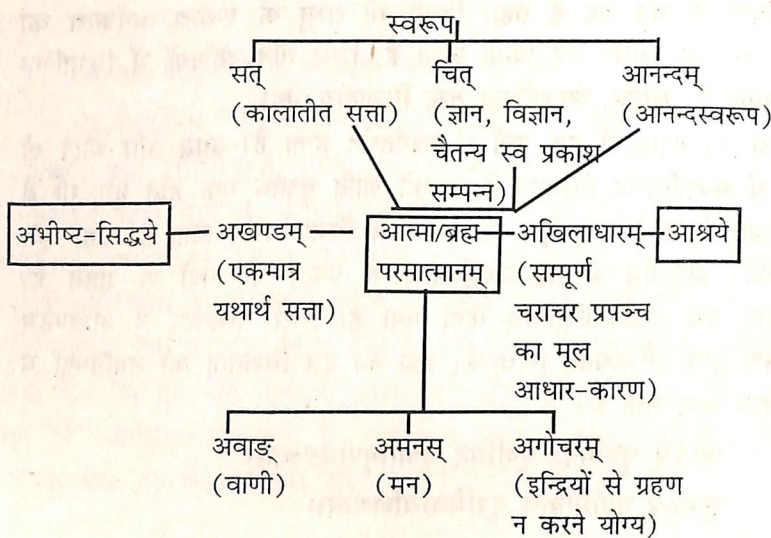 स्वरूप
सत् चित् आनन्दम्
(कालातीत सत्ता) (ज्ञान, विज्ञान, (आनन्दस्वरूप)
चैतन्य स्व प्रकाश
सम्पन्न)
अभीष्ट-सिद्धये अखण्डम् आत्मा/ब्रह्म अखिलाधारम् आश्रये
(एकमात्र परमात्मानम् (सम्पूर्ण
यथार्थ सत्ता) चराचर प्रपञ्च
का मूल
आधार-कारण)
अवाङ् अमनस् अगोचरम्
(वाणी) (मन) (इन्द्रियों से ग्रहण
न करने योग्य)